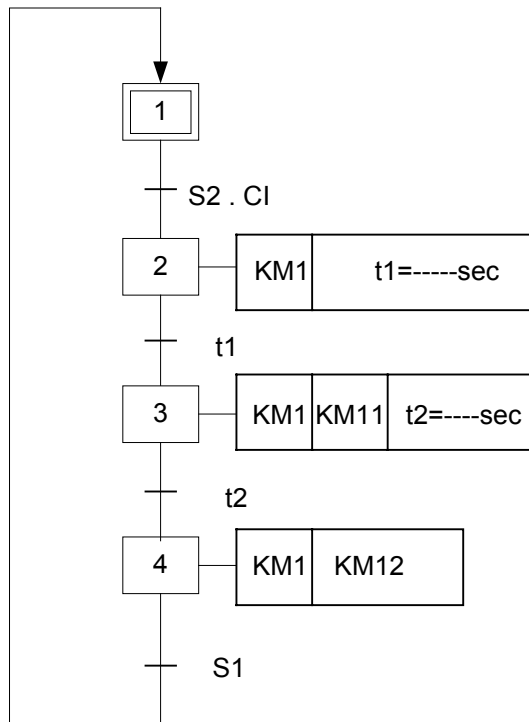 1
S2 . CI
2
KM1
t1=-----sec
t1
3
KM1
KM11
t2=----sec
t2
4
KM1
KM12
S1